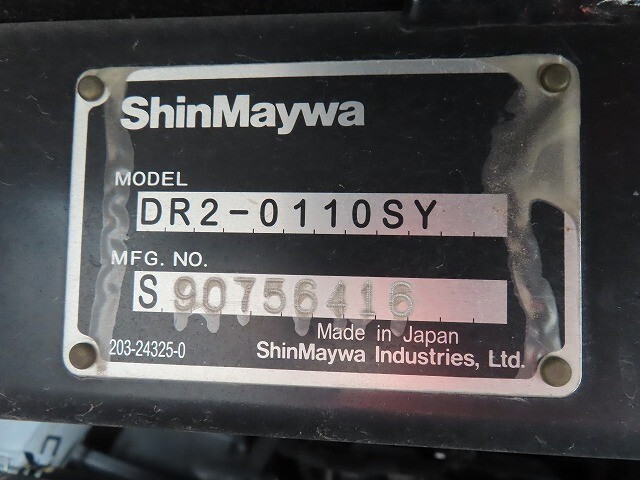 ShinMaywa
MODEL
DR2-0110SY
MFG. NO.
S 90756416
Made in Japan
203-24325-0
ShinMaywa Industries, Ltd.